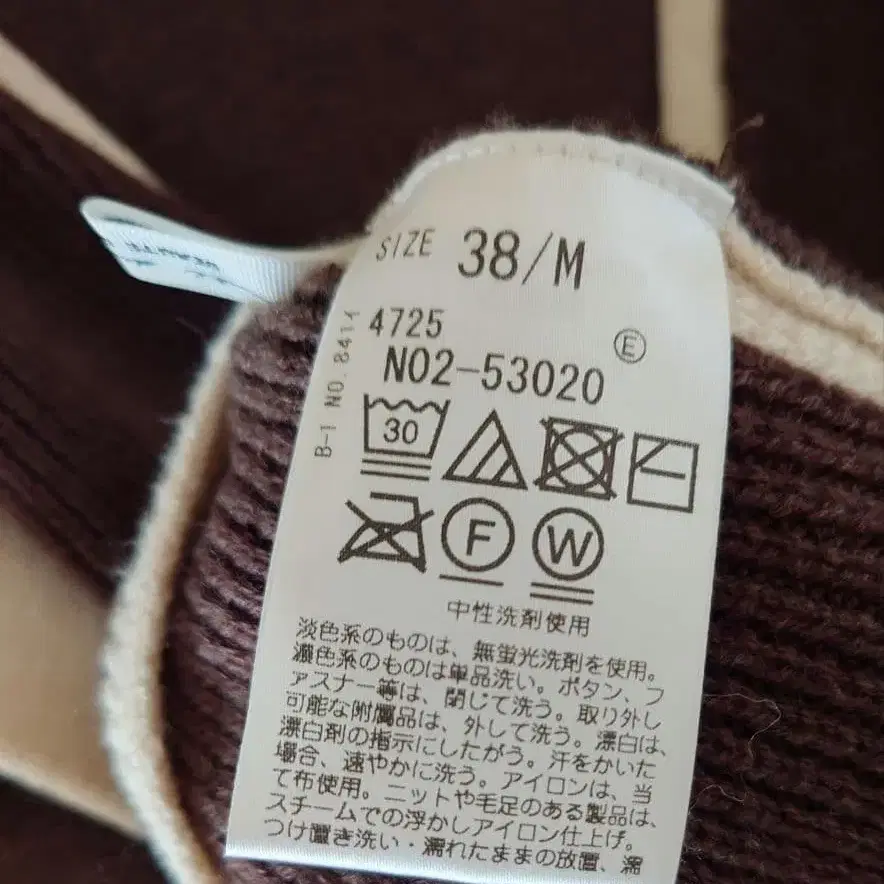 SIZE 38/M
4725
Ⓔ
N02-53020
B-1 NO.8411
30
F
W
中性洗剤使用
淡色系のものは、無蛍光洗剤を使用。
濃色系のものは単品洗い。ボタン、フ
ァスナー等は、閉じて洗う。取り外し
可能な附属品は、外して洗う。漂白は、
漂白剤の指示にしたがう。汗をかいた
場合、速やかに洗う。アイロンは、当
て布使用。ニットや毛足のある製品は、
スチームでの浮かしアイロン仕上げ。
つけ置き洗い・濡れたままの放置、濡